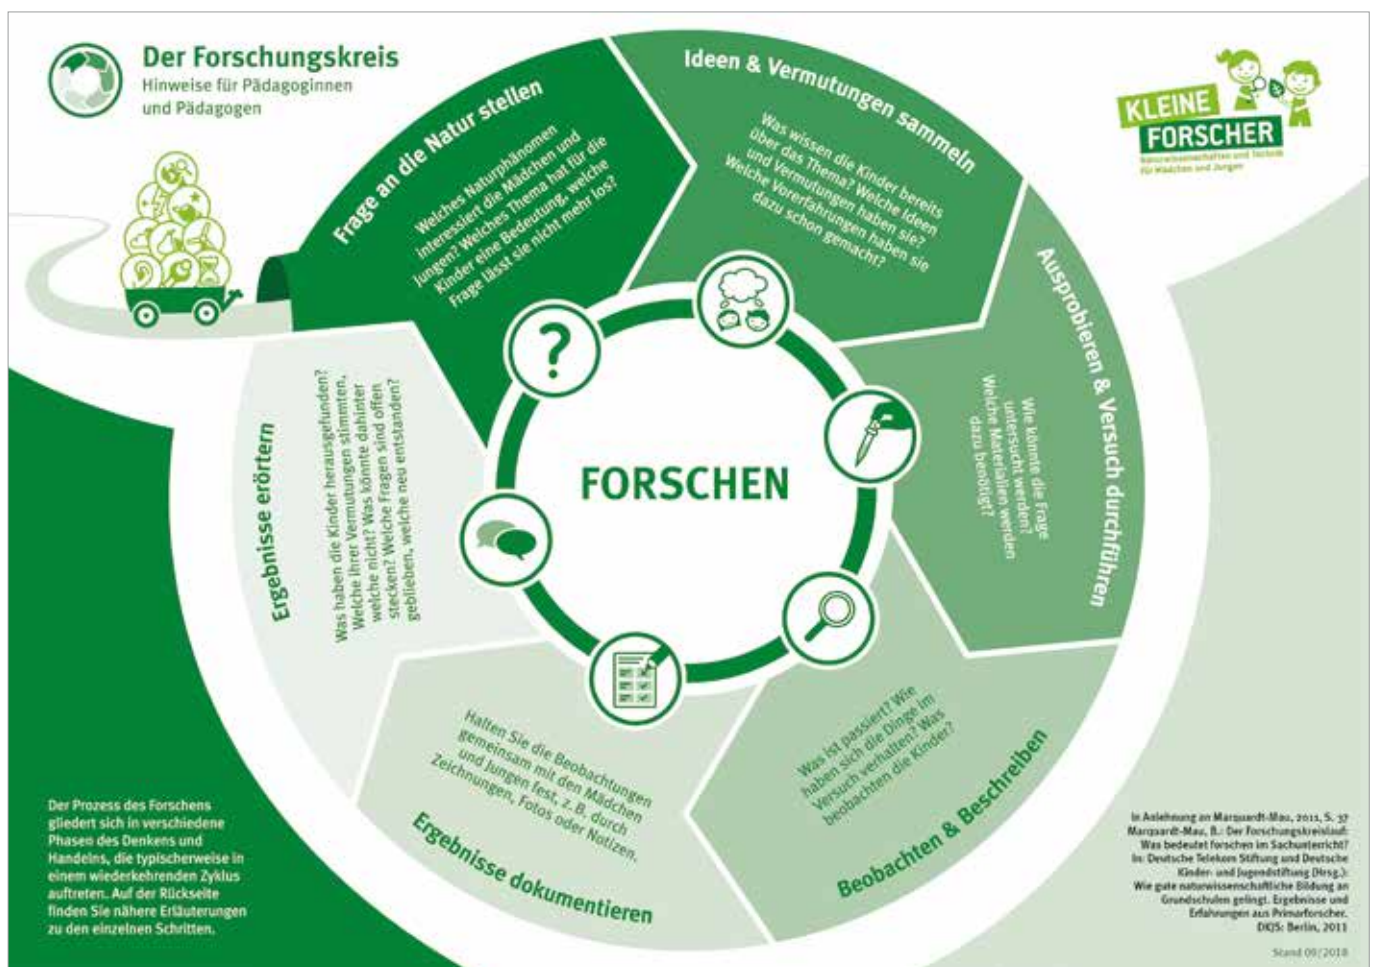 Der Forschungskreis
Hinweise für Pädagoginnen
und Pädagogen
KLEINE
FORSCHER
Naturwissenschaften und Technik
für Mädchen und Jungen
Frage an die Natur stellen
Welches Naturphänomen
interessiert die Mädchen und
Jungen? Welches Thema hat für die
Kinder eine Bedeutung, welche
Frage lässt sie nicht mehr los?
Ideen & Vermutungen sammeln
Was wissen die Kinder bereits
über das Thema? Welche Ideen
und Vermutungen haben sie?
Welche Vorerfahrungen haben sie
dazu schon gemacht?
Ausprobieren & Versuch durchführen
Wie könnte die Frage
untersucht werden?
Welche Materialien werden
dazu benötigt?
Beobachten & Beschreiben
Was ist passiert? Wie
haben sich die Dinge im
Versuch verhalten? Was
beobachten die Kinder?
Ergebnisse dokumentieren
Halten Sie die Beobachtungen
gemeinsam mit den Mädchen
und Jungen fest, z. B. durch
Zeichnungen, Fotos oder Notizen.
Ergebnisse erörtern
Was haben die Kinder herausgefunden?
Welche ihrer Vermutungen stimmten,
welche nicht? Was könnte dahinter
stecken? Welche Fragen sind offen
geblieben, welche neu entstanden?
?
FORSCHEN
Der Prozess des Forschens
gliedert sich in verschiedene
Phasen des Denkens und
Handelns, die typischerweise in
einem wiederkehrenden Zyklus
auftreten. Auf der Rückseite
finden Sie nähere Erläuterungen
zu den einzelnen Schritten.
In Anlehnung an Marquardt-Mau, 2011, S. 37
Marquardt-Mau, B.: Der Forschungskreislauf:
Was bedeutet forschen im Sachunterricht?
In: Deutsche Telekom Stiftung und Deutsche
Kinder- und Jugendstiftung (Hrsg.):
Wie gute naturwissenschaftliche Bildung an
Grundschulen gelingt. Ergebnisse und
Erfahrungen aus Primarforscher.
DKJS: Berlin, 2011
Stand 09/2018